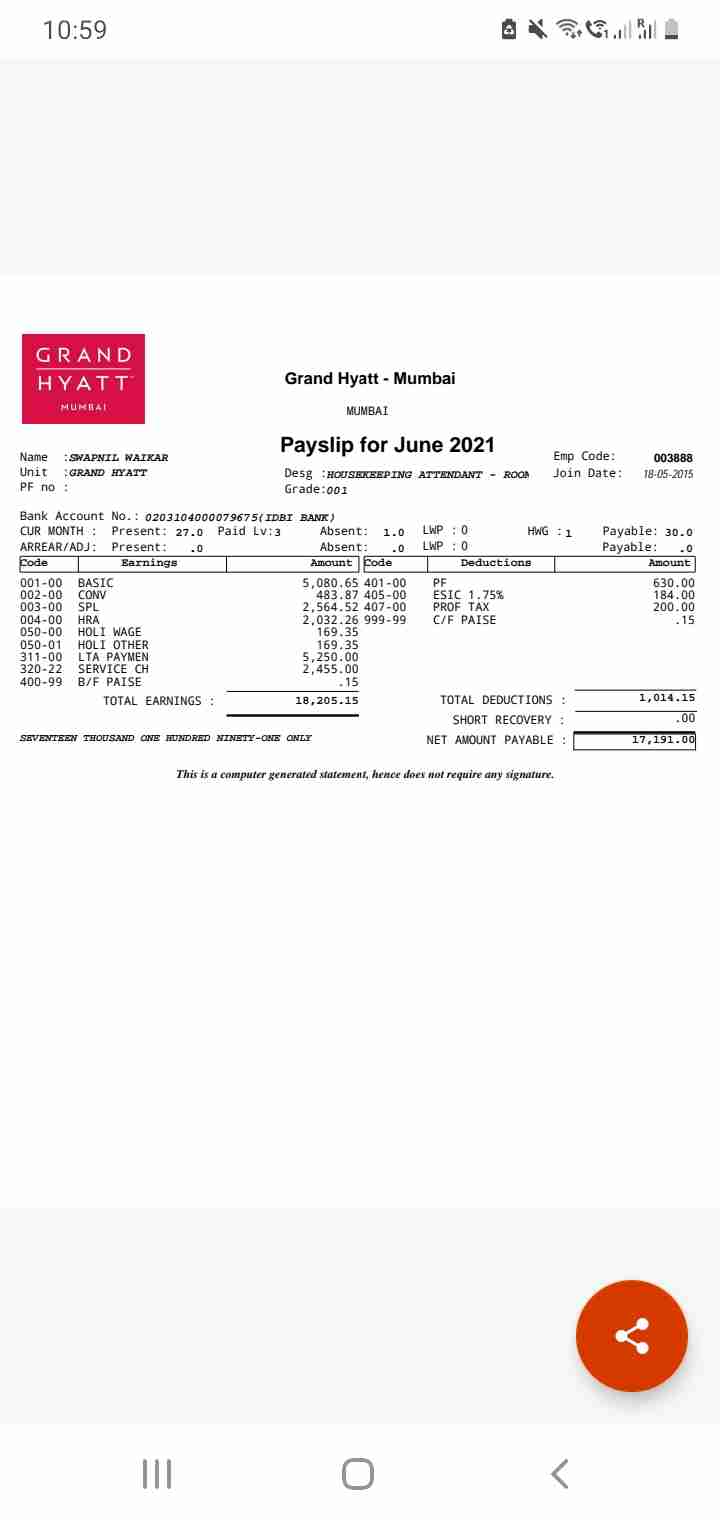 10:59
GRAND
HYATT
MUMBAI
Grand Hyatt - Mumbai
MUMBAI
Payslip for June 2021
Name :SWAPNIL WAIKAR Emp Code: 003888
Unit :GRAND HYATT Desg :HOUSEKEEPING ATTENDANT - ROOM Join Date: 18-05-2015
PF no : Grade:001
Bank Account No.: 0203104000079675(IDBI BANK)
CUR MONTH : Present: 27.0 Paid Lv:3 Absent: 1.0 LWP :0 HWG :1 Payable: 30.0
ARREAR/ADJ: Present: .0 Absent: .0 LWP :0 Payable: .0
Code Earnings Amount Code Deductions Amount
001-00 BASIC 5,080.65 401-00 PF 630.00
002-00 CONV 483.87 405-00 ESIC 1.75% 184.00
003-00 SPL 2,564.52 407-00 PROF TAX 200.00
004-00 HRA 2,032.26 999-99 C/F PAISE .15
050-00 HOLI WAGE 169.35
050-01 HOLI OTHER 169.35
311-00 LTA PAYMEN 5,250.00
320-22 SERVICE CH 2,455.00
400-99 B/F PAISE .15
TOTAL EARNINGS : 18,205.15 TOTAL DEDUCTIONS : 1,014.15
SHORT RECOVERY : .00
SEVENTEEN THOUSAND ONE HUNDRED NINETY-ONE ONLY NET AMOUNT PAYABLE : 17,191.00
This is a computer generated statement, hence does not require any signature.